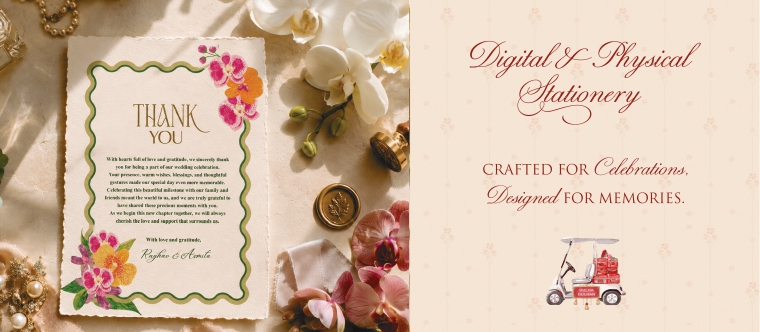 THANK
YOU
With hearts full of love and gratitude, we sincerely thank
you for being a part of our wedding celebration.
Your presence, warm wishes, blessings, and thoughtful
gestures made our special day even more memorable.
Celebrating this beautiful milestone with our family and
friends meant the world to us, and we are truly grateful to
have shared these precious moments with you.
As we begin this new chapter together, we will always
cherish the love and support that surrounds us.
With love and gratitude,
Digital & Physical
Stationery
CRAFTED FOR Celebrations,
Designed FOR MEMORIES.